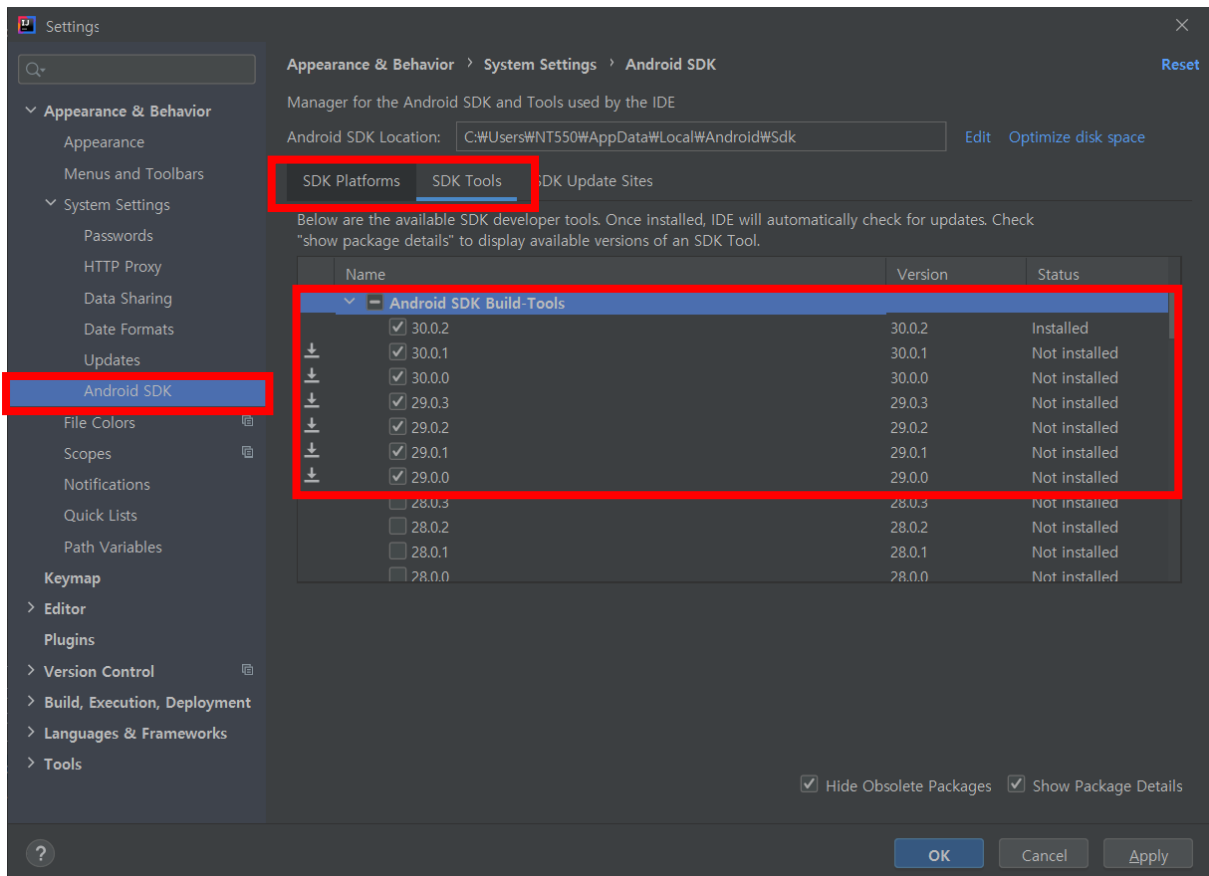 Settings
Appearance & Behavior › System Settings › Android SDK Reset
Manager for the Android SDK and Tools used by the IDE
Android SDK Location: C:₩Users₩NT550₩AppData₩Local₩Android₩Sdk Edit Optimize disk space
SDK Platforms SDK Tools SDK Update Sites
Below are the available SDK developer tools. Once installed, IDE will automatically check for updates. Check
"show package details" to display available versions of an SDK Tool.
Name Version Status
Android SDK Build-Tools
30.0.2 30.0.2 Installed
30.0.1 30.0.1 Not installed
30.0.0 30.0.0 Not installed
29.0.3 29.0.3 Not installed
29.0.2 29.0.2 Not installed
29.0.1 29.0.1 Not installed
29.0.0 29.0.0 Not installed
28.0.3 28.0.3 Not installed
28.0.2 28.0.2 Not installed
28.0.1 28.0.1 Not installed
28.0.0 28.0.0 Not installed
Hide Obsolete Packages Show Package Details
Appearance & Behavior
Appearance
Menus and Toolbars
System Settings
Passwords
HTTP Proxy
Data Sharing
Date Formats
Updates
Android SDK
File Colors
Scopes
Notifications
Quick Lists
Path Variables
Keymap
Editor
Plugins
Version Control
Build, Execution, Deployment
Languages & Frameworks
Tools
?
OK Cancel Apply